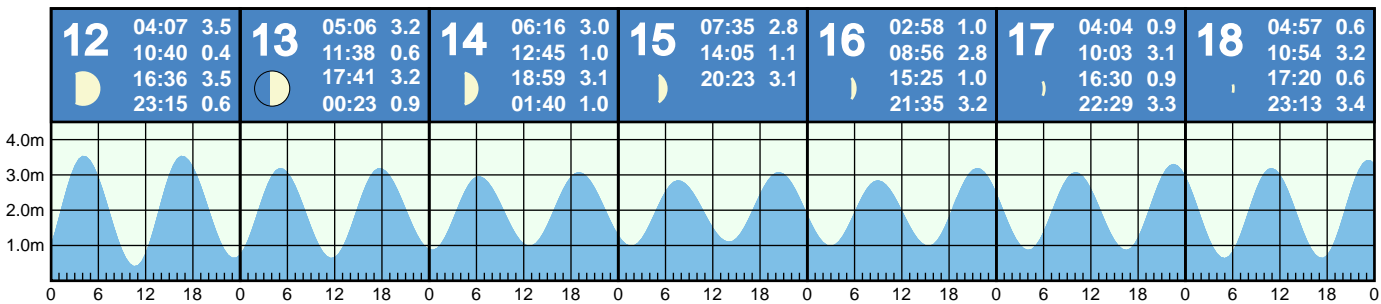 12 04:07 3.5 13 05:06 3.2 14 06:16 3.0 15 07:35 2.8 16 02:58 1.0 17 04:04 0.9 18 04:57 0.6
10:40 0.4 11:38 0.6 12:45 1.0 14:05 1.1 08:56 2.8 10:03 3.1 10:54 3.2
16:36 3.5 17:41 3.2 18:59 3.1 20:23 3.1 15:25 1.0 16:30 0.9 17:20 0.6
23:15 0.6 00:23 0.9 01:40 1.0 21:35 3.2 22:29 3.3 23:13 3.4
4.0m
3.0m
2.0m
1.0m
0 6 12 18 0 6 12 18 0 6 12 18 0 6 12 18 0 6 12 18 0 6 12 18 0 6 12 18 0